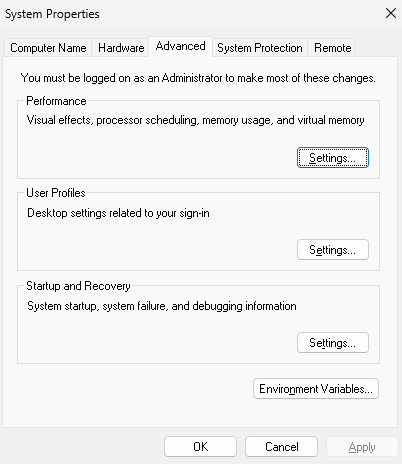 System Properties
Computer Name Hardware Advanced System Protection Remote
You must be logged on as an Administrator to make most of these changes.
Performance
Visual effects, processor scheduling, memory usage, and virtual memory
Settings...
User Profiles
Desktop settings related to your sign-in
Settings...
Startup and Recovery
System startup, system failure, and debugging information
Settings...
Environment Variables...
OK Cancel Apply